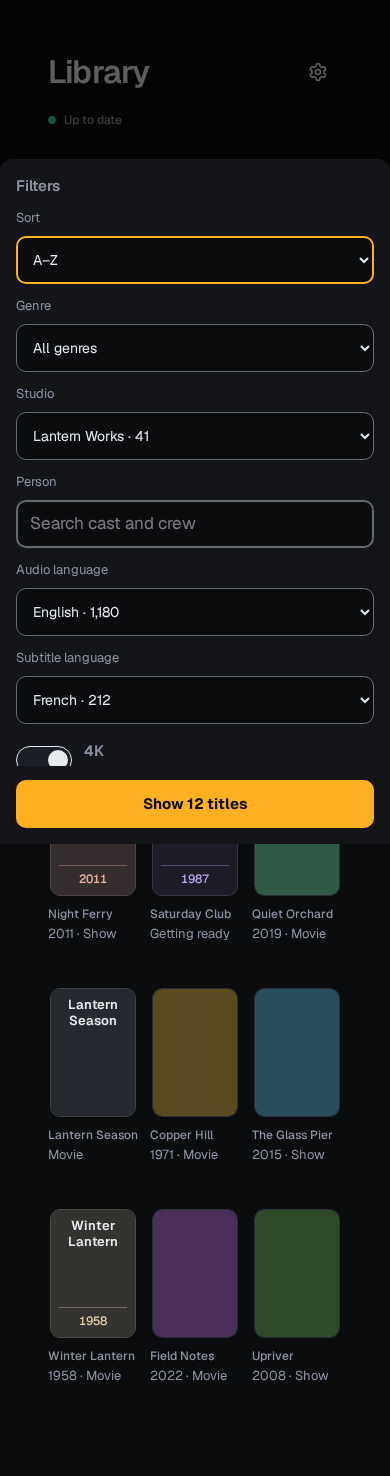 Library
Up to date
Filters
Sort
A–Z
Genre
All genres
Studio
Lantern Works · 41
Person
Search cast and crew
Audio language
English · 1,180
Subtitle language
French · 212
4K
Show 12 titles
2011
1987
Night Ferry
Saturday Club
Quiet Orchard
2011 · Show
Getting ready
2019 · Movie
Lantern
Season
Lantern Season
Copper Hill
The Glass Pier
Movie
1971 · Movie
2015 · Show
Winter
Lantern
1958
Winter Lantern
Field Notes
Upriver
1958 · Movie
2022 · Movie
2008 · Show